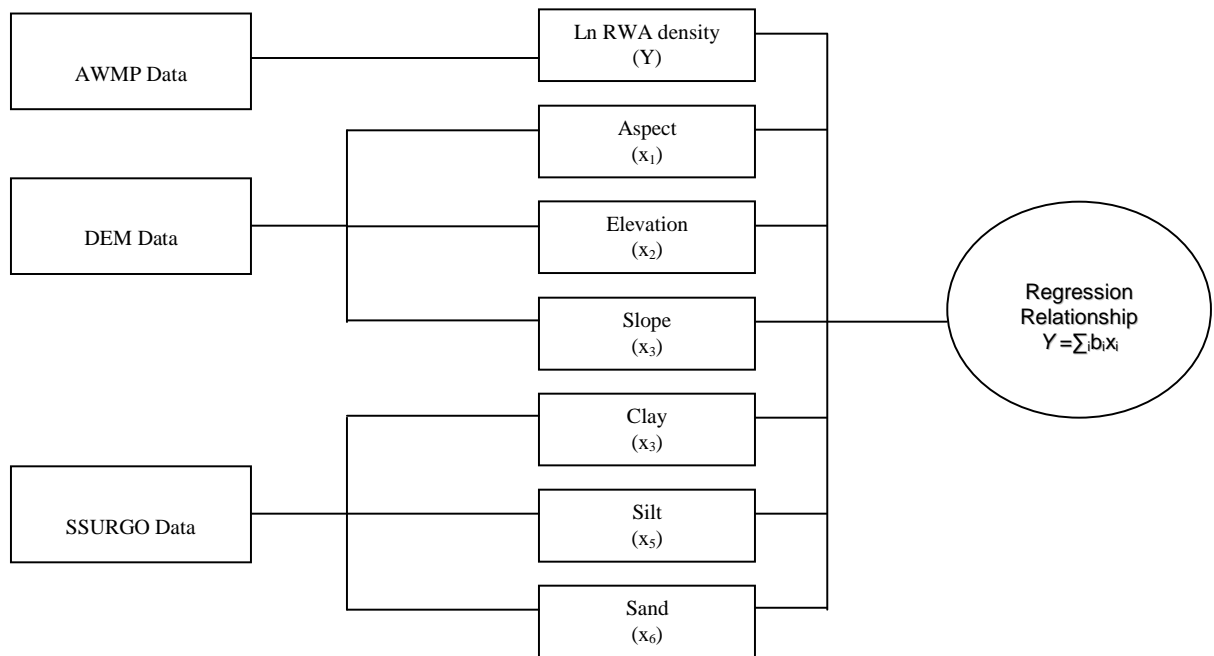 AWMP Data
Ln RWA density
(Y)
Aspect
(x₁)
DEM Data
Elevation
(x₂)
Slope
(x₃)
Clay
(x₃)
SSURGO Data
Silt
(x₅)
Sand
(x₆)
Regression
Relationship
Y =∑ᵢbᵢxᵢ